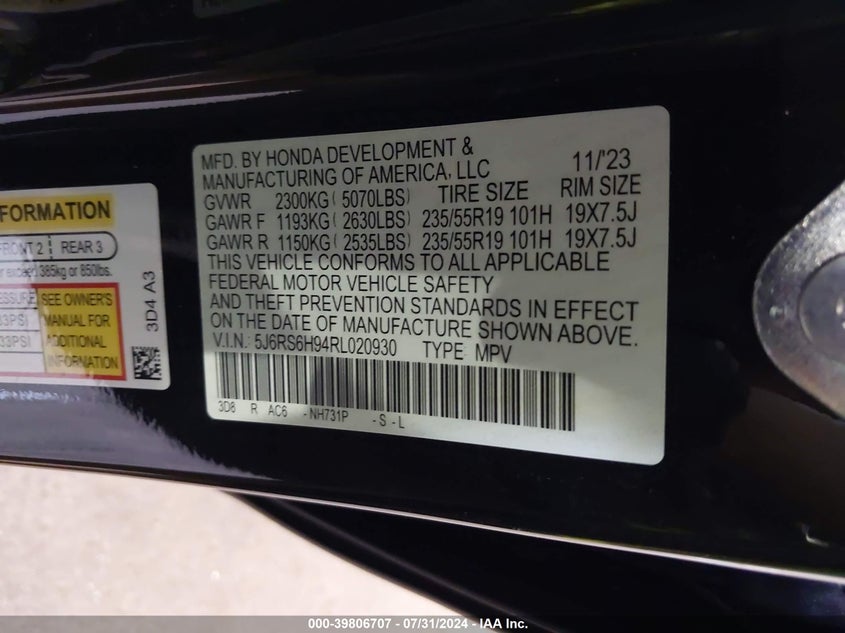 MFD. BY HONDA DEVELOPMENT &
MANUFACTURING OF AMERICA, LLC 11/'23
GVWR 2300KG ( 5070LBS) TIRE SIZE RIM SIZE
GAWR F 1193KG ( 2630LBS) 235/55R19 101H 19X7.5J
GAWR R 1150KG ( 2535LBS) 235/55R19 101H 19X7.5J
THIS VEHICLE CONFORMS TO ALL APPLICABLE
FEDERAL MOTOR VEHICLE SAFETY
AND THEFT PREVENTION STANDARDS IN EFFECT
ON THE DATE OF MANUFACTURE SHOWN ABOVE.
V.I.N.: 5J6RS6H94RL020930 TYPE: MPV
3D8 R AC6 -NH731P -S -L
FORMATION
FRONT 2 REAR 3
exceed 385kg or 850lbs.
SEE OWNER'S
33PSI MANUAL FOR
33PSI ADDITIONAL
INFORMATION
3D4 A3
000-39806707 - 07/31/2024 - IAA Inc.